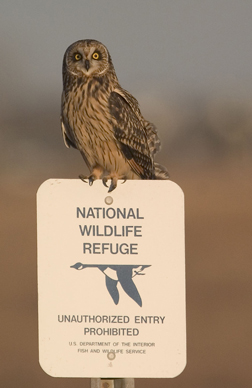 NATIONAL
WILDLIFE
REFUGE
UNAUTHORIZED ENTRY
PROHIBITED
U.S. DEPARTMENT OF THE INTERIOR
FISH AND WILDLIFE SERVICE